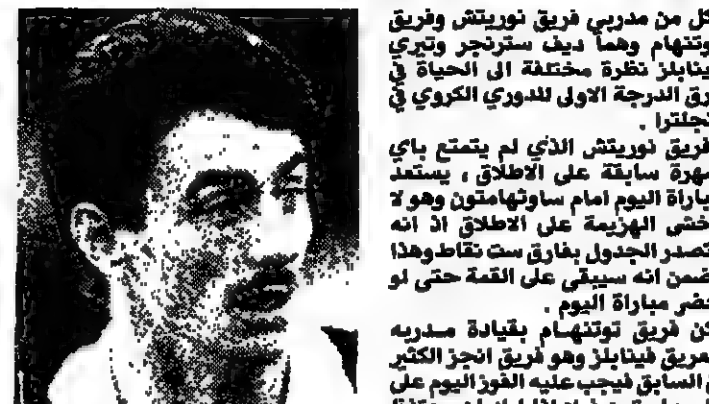 كل من مدربي فريق نوريتش وفريق
وتنهام وهما ديف سترنجر وتيري
ينابلز نظرة مختلفة الى الحياة في
رق الدرجة الاولى للدوري الكروي في
نجلترا .
فريق نوريتش الذي لم يتمتع باي
شهرة سابقة على الاطلاق ، يستعد
باراة اليوم امام ساوثهامتون وهو لا
خشى الهزيمة على الاطلاق اذ انه
تصدر الجدول بفارق ست نقاط وهذا
ضمن انه سيبقى على القمة حتى لو
خسر مباراة اليوم .
كن فريق توتنهام بقيادة مدربه
عريق فينابلز وهو فريق انجز الكثير
السابق فيجب عليه الفوز اليوم على